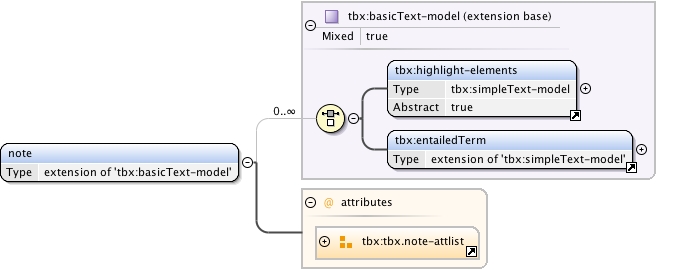 tbx:basicText-model (extension base)
Mixed true
tbx:highlight-elements
Type tbx:simpleText-model
Abstract true
0..∞
tbx:entailedTerm
Type extension of 'tbx:simpleText-model'
note
Type extension of 'tbx:basicText-model'
@ attributes
tbx:tbx.note-attlist